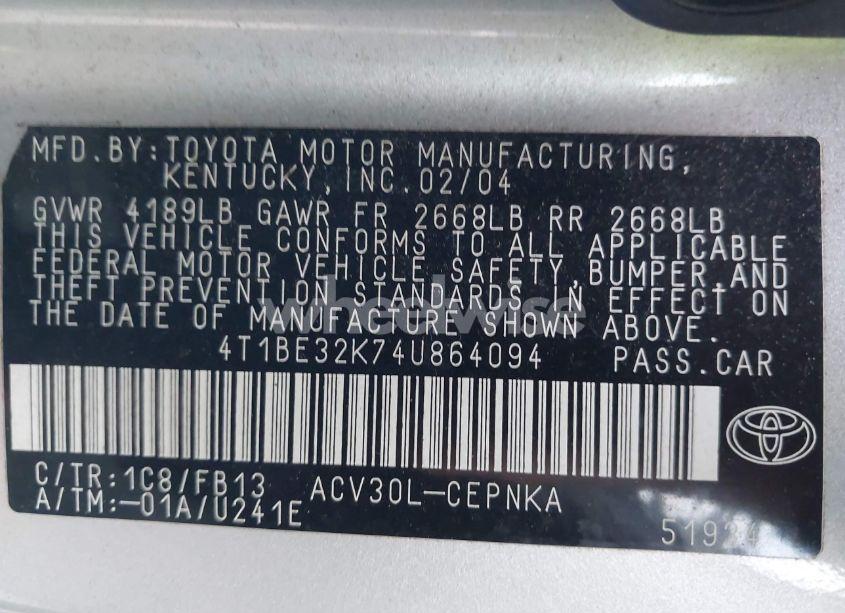 MFD.BY:TOYOTA MOTOR MANUFACTURING,
KENTUCKY,INC.02/04
GVWR 4189LB GAWR FR 2668LB RR 2668LB
THIS VEHICLE CONFORMS TO ALL APPLICABLE
FEDERAL MOTOR VEHICLE SAFETY,BUMPER,AND
THEFT PREVENTION STANDARDS IN EFFECT ON
wheelwise
THE DATE OF MANUFACTURE SHOWN ABOVE.
4T1BE32K74U864094 PASS.CAR
C/TR:1C8/FB13 ACV30L-CEPNKA
A/TM:-01A/U241E